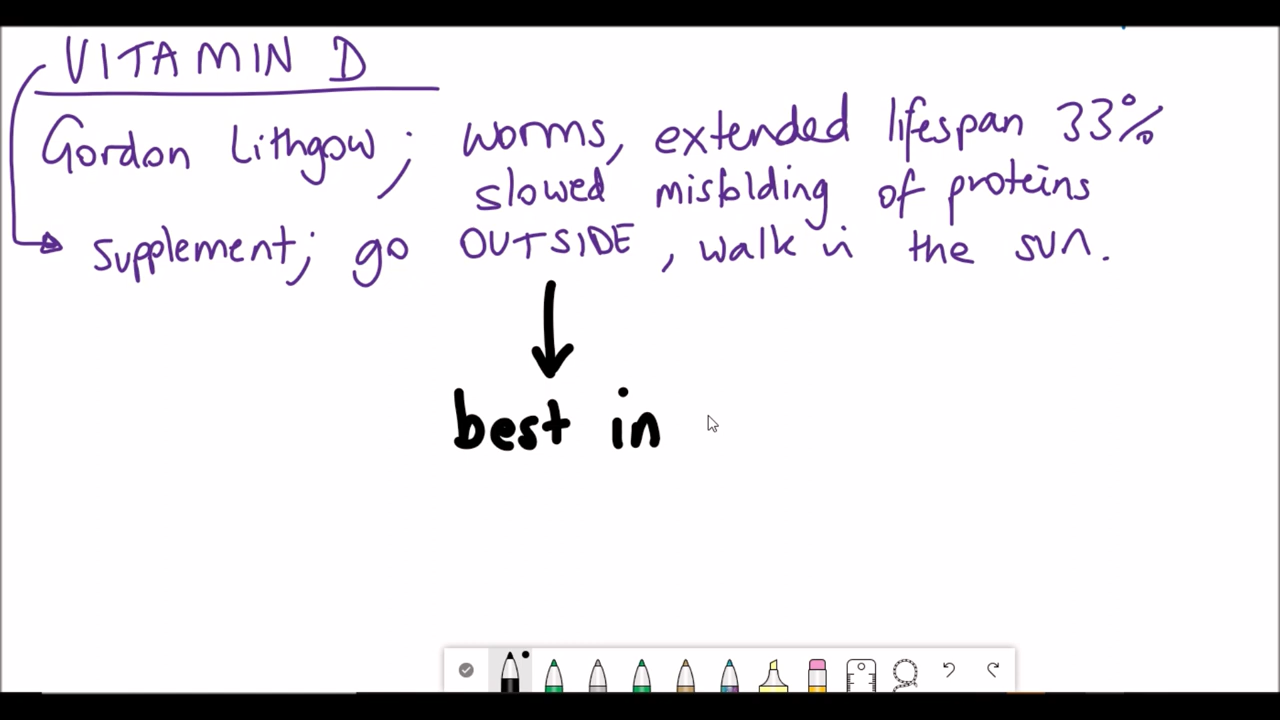 VITAMIN D
Gordon Lithgow; worms, extended lifespan 33%
slowed misfolding of proteins
supplement; go OUTSIDE, walk in the sun.
best in